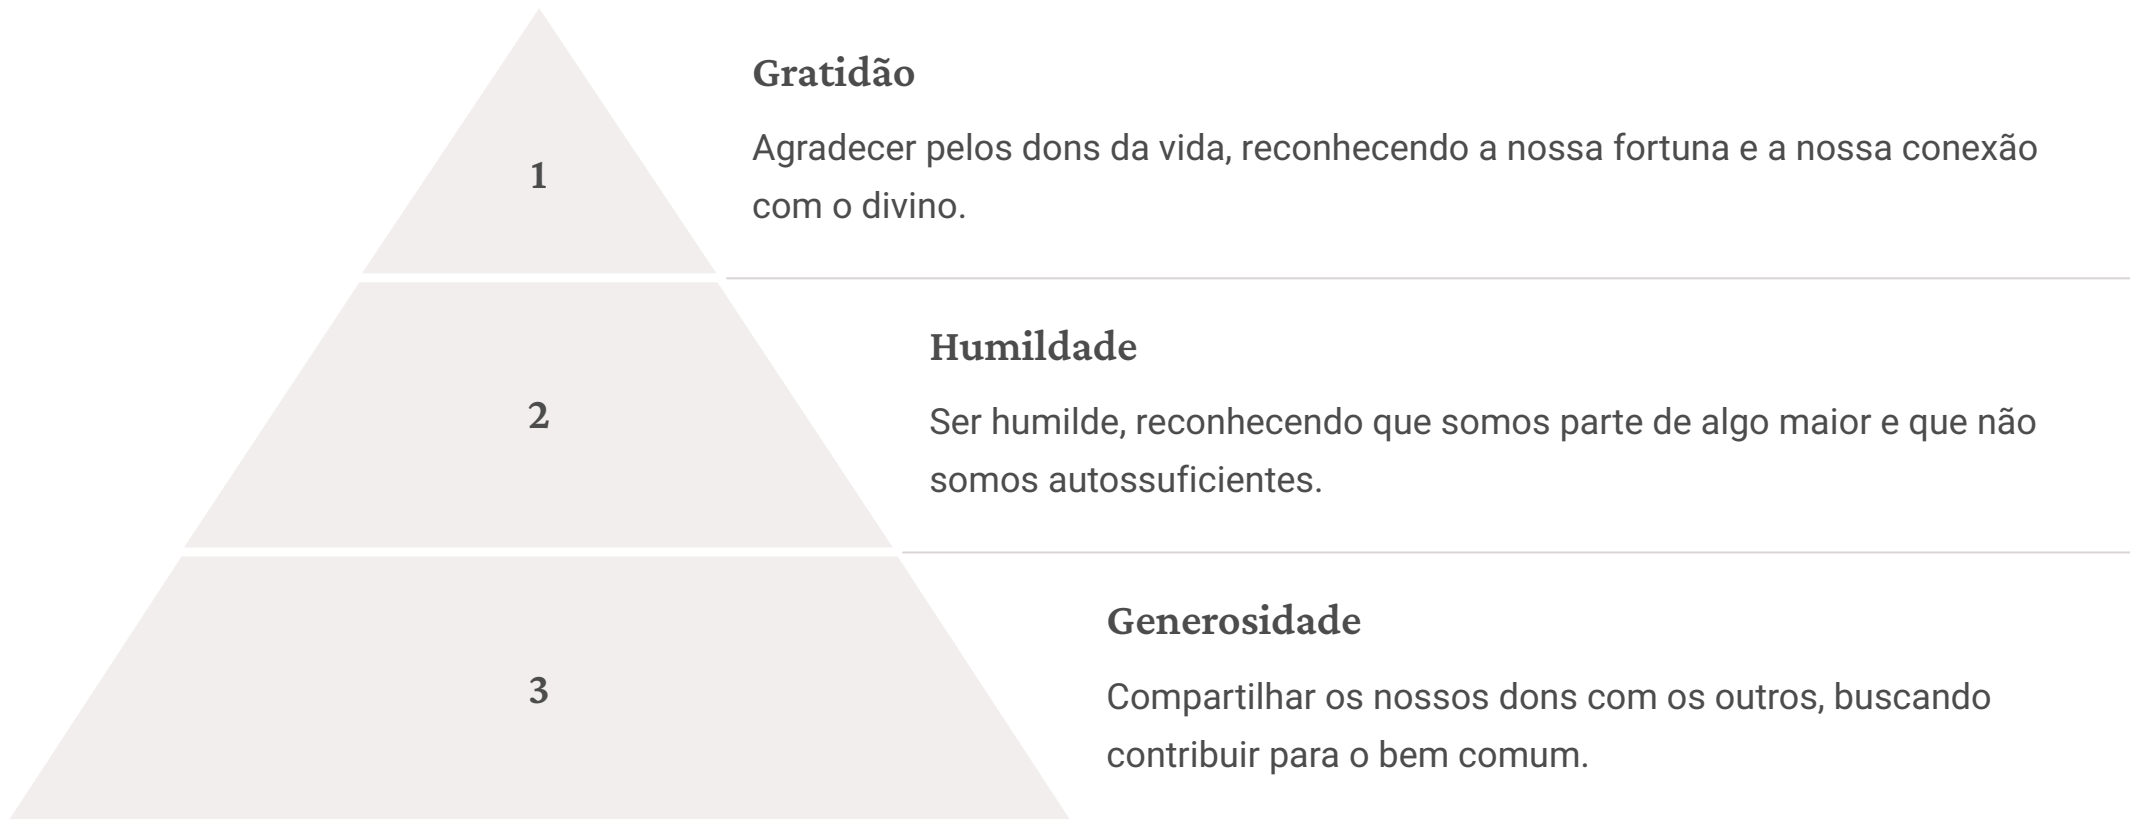 1
Gratidão
Agradecer pelos dons da vida, reconhecendo a nossa fortuna e a nossa conexão
com o divino.
2
Humildade
Ser humilde, reconhecendo que somos parte de algo maior e que não
somos autossuficientes.
3
Generosidade
Compartilhar os nossos dons com os outros, buscando
contribuir para o bem comum.